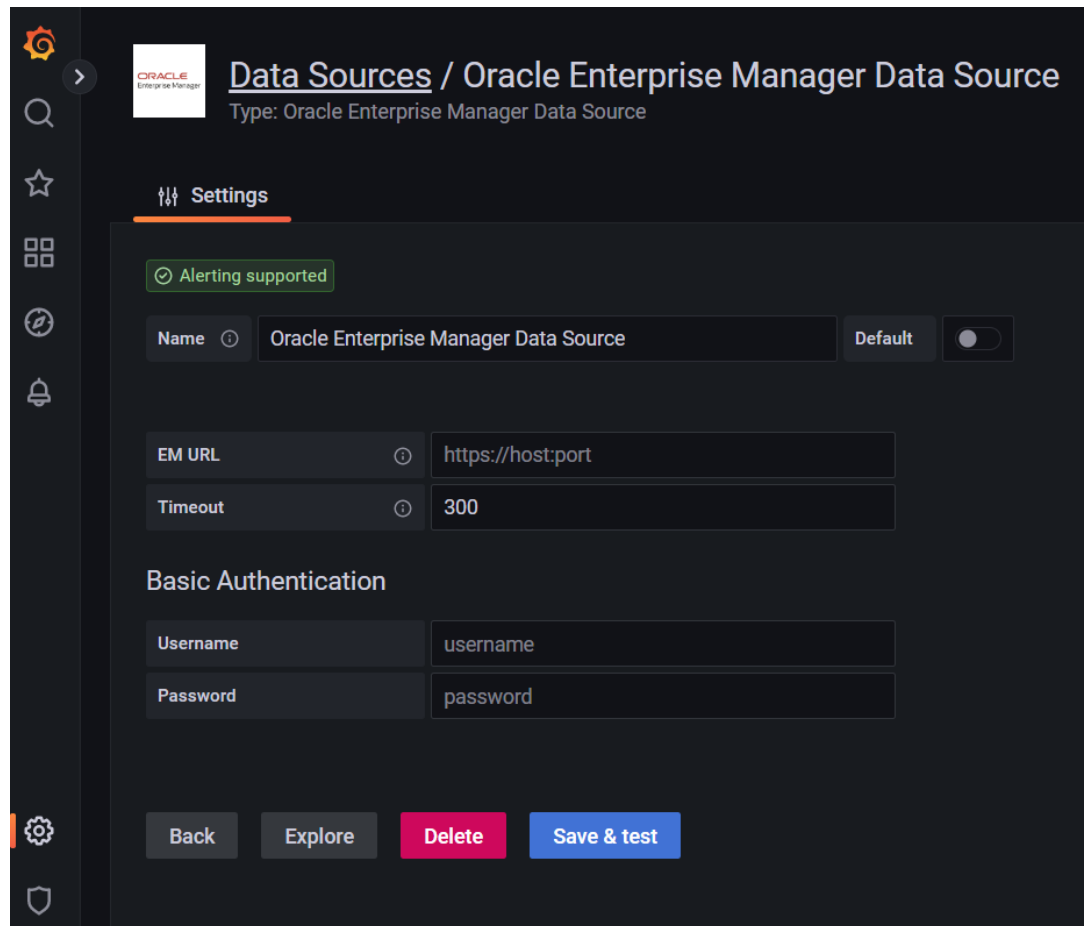 ORACLE
Enterprise Manager
Data Sources / Oracle Enterprise Manager Data Source
Type: Oracle Enterprise Manager Data Source
Settings
Alerting supported
Name Oracle Enterprise Manager Data Source Default
EM URL https://host:port
Timeout 300
Basic Authentication
Username username
Password password
Back Explore Delete Save & test